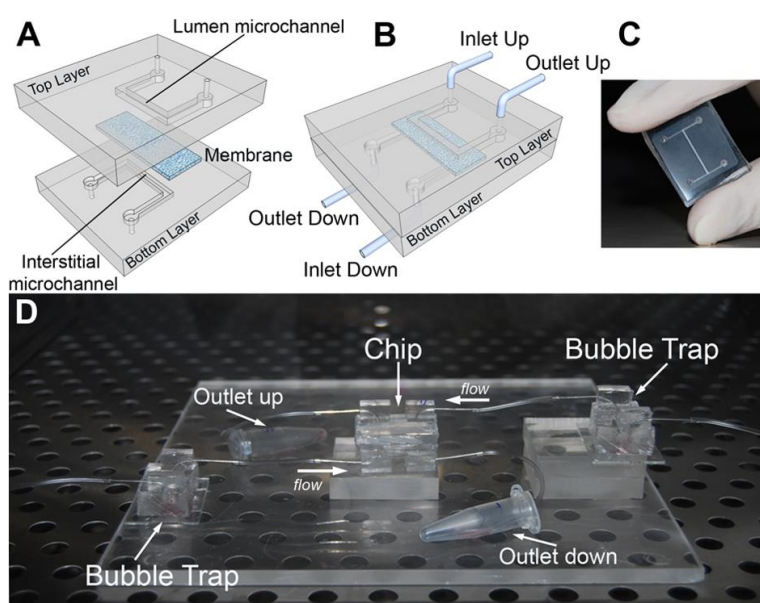 A
Lumen microchannel
Top Layer
Membrane
Interstitial
microchannel
Bottom Layer
B
Inlet Up
Outlet Up
Top Layer
Bottom Layer
Outlet Down
Inlet Down
C
D
Chip
Bubble Trap
Outlet up
flow
flow
Bubble Trap
Outlet down